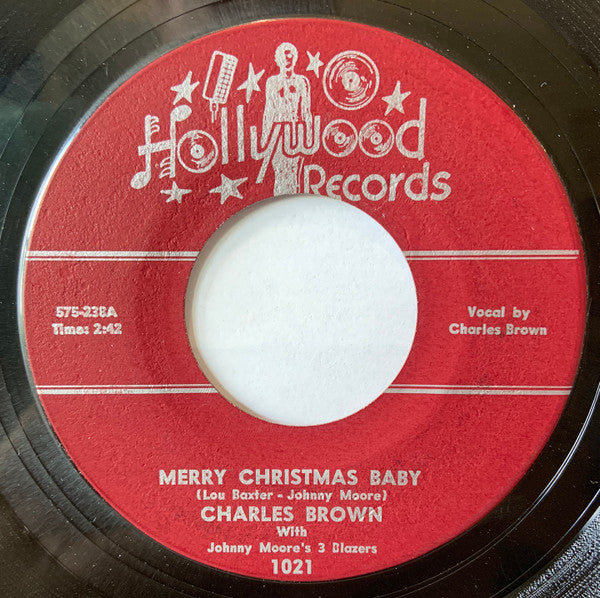 Hollywood
Records
575-238A
Time: 2:42
Vocal by
Charles Brown
MERRY CHRISTMAS BABY
(Lou Baxter - Johnny Moore)
CHARLES BROWN
With
Johnny Moore's 3 Blazers
1021